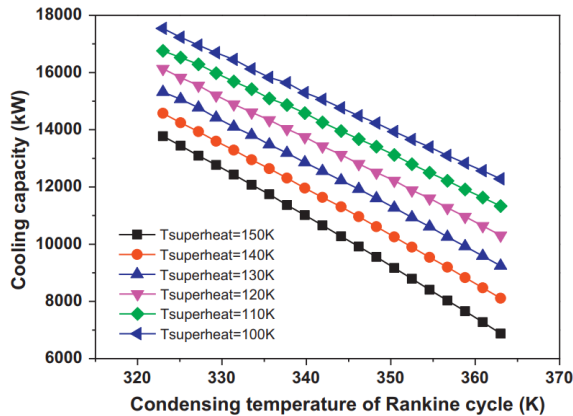 18000
16000
14000
12000
10000
8000
6000
Cooling capacity (kW)
Tsuperheat=150K
Tsuperheat=140K
Tsuperheat=130K
Tsuperheat=120K
Tsuperheat=110K
Tsuperheat=100K
320 330 340 350 360 370
Condensing temperature of Rankine cycle (K)